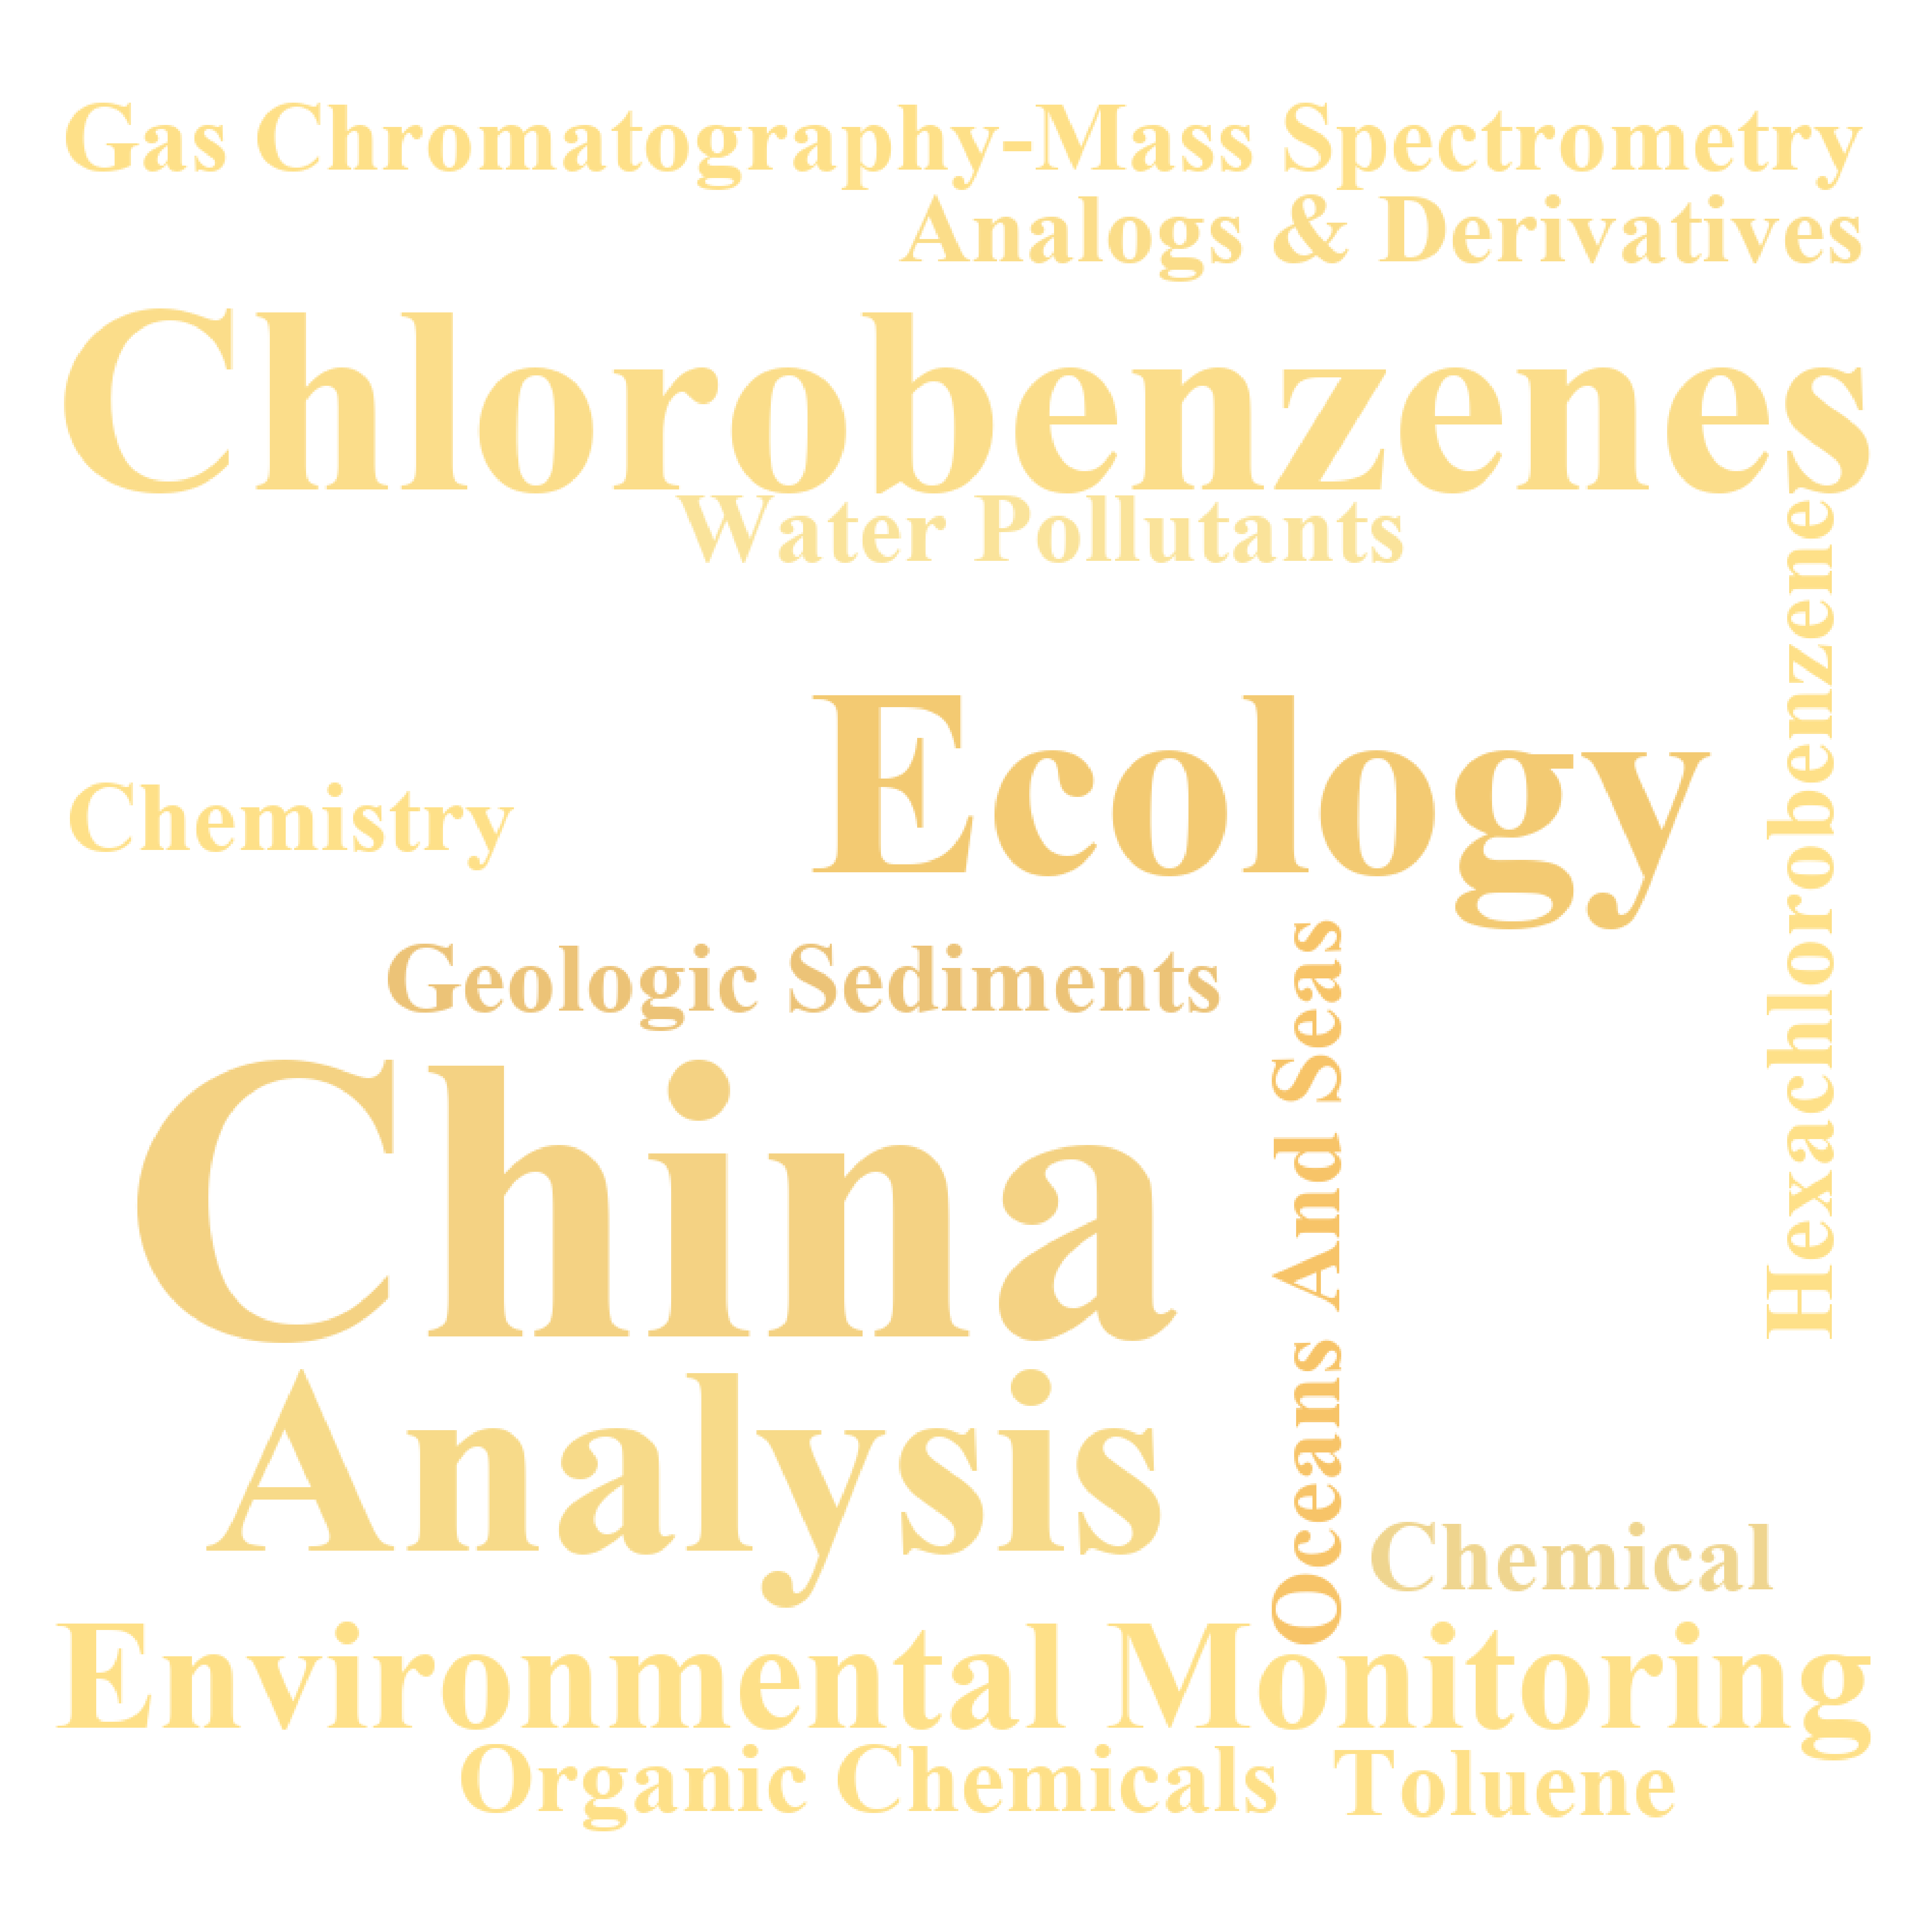 Gas Chromatography-Mass Spectrometry
Analogs & Derivatives
Chlorobenzenes
Water Pollutants
Hexachlorobenzene
Ecology
Chemistry
Geologic Sediments
Oceans And Seas
China
Analysis
Chemical
Environmental Monitoring
Organic Chemicals
Toluene